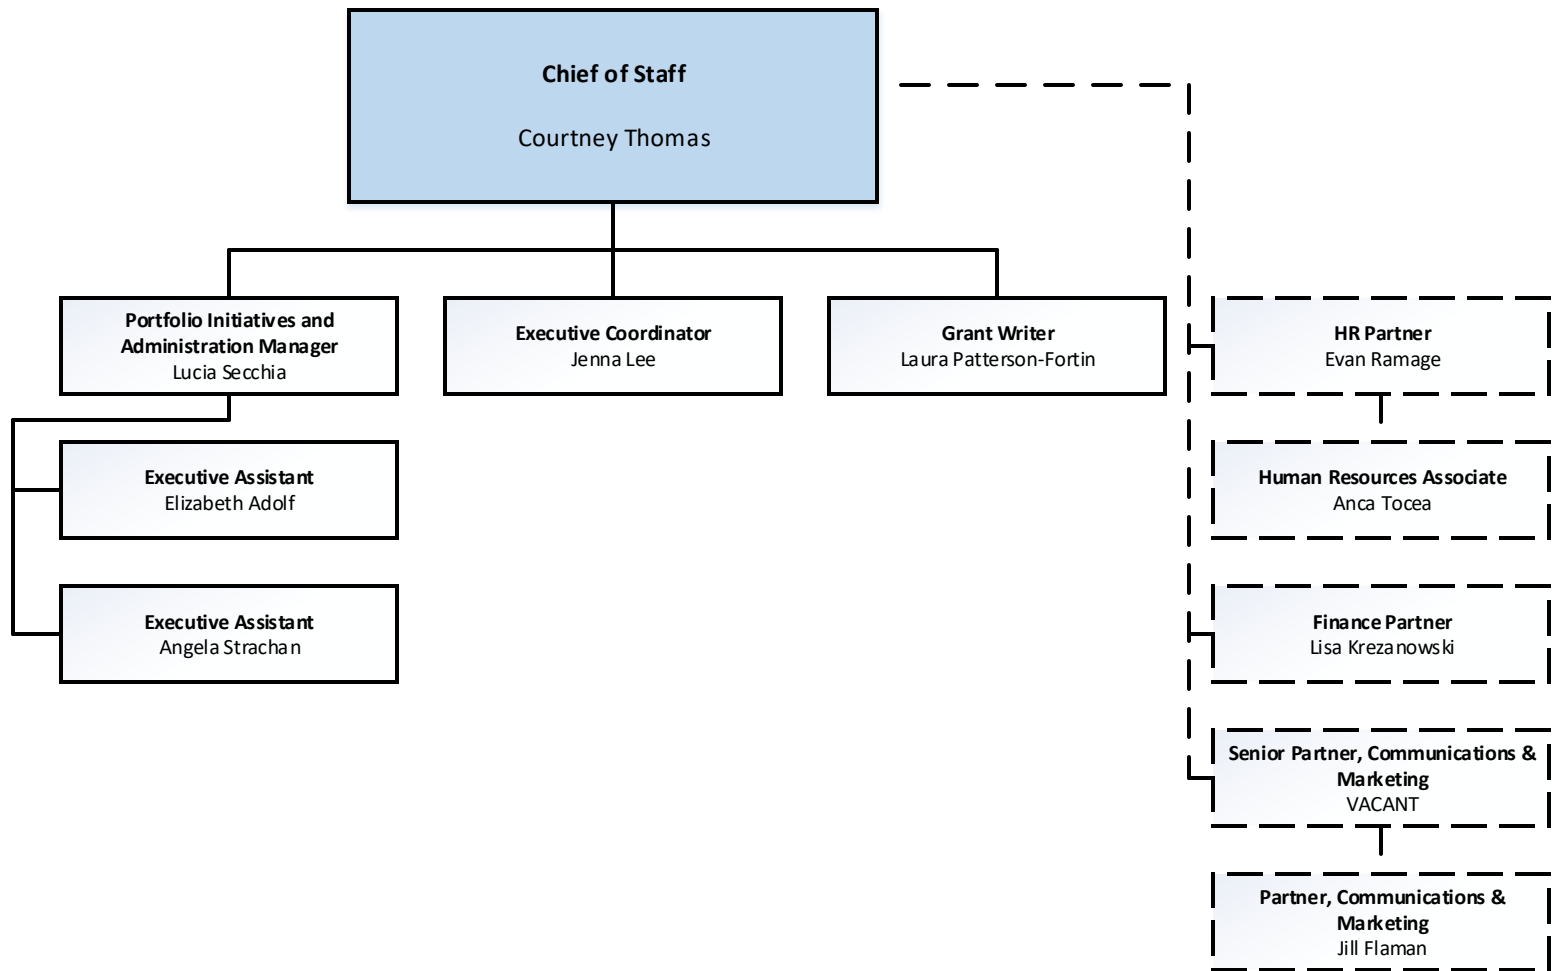 Chief of Staff
Courtney Thomas
Portfolio Initiatives and
Administration Manager
Lucia Secchia
Executive Coordinator
Jenna Lee
Grant Writer
Laura Patterson-Fortin
HR Partner
Evan Ramage
Executive Assistant
Elizabeth Adolf
Human Resources Associate
Anca Tocea
Executive Assistant
Angela Strachan
Finance Partner
Lisa Krezanowski
Senior Partner, Communications &
Marketing
VACANT
Partner, Communications &
Marketing
Jill Flaman